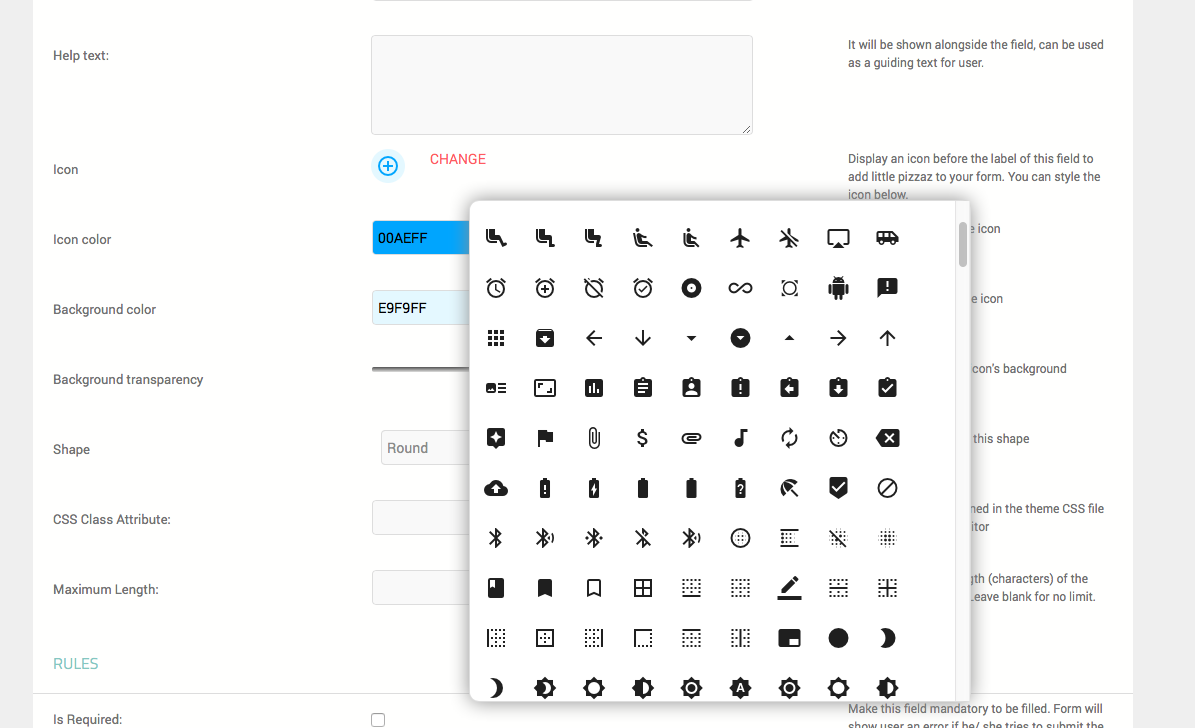 Help text:
It will be shown alongside the field, can be used
as a guiding text for user.
Icon
CHANGE
Display an icon before the label of this field to
add little pizzaz to your form. You can style the
icon below.
Icon color
00AEFF
icon
Background color
E9F9FF
icon
Background transparency
con's background
Shape
Round
this shape
CSS Class Attribute:
in the theme CSS file
Maximum Length:
(characters) of the
eave blank for no limit.
RULES
Is Required:
Make this field mandatory to be filled. Form will
show user an error if he/ she tries to submit the